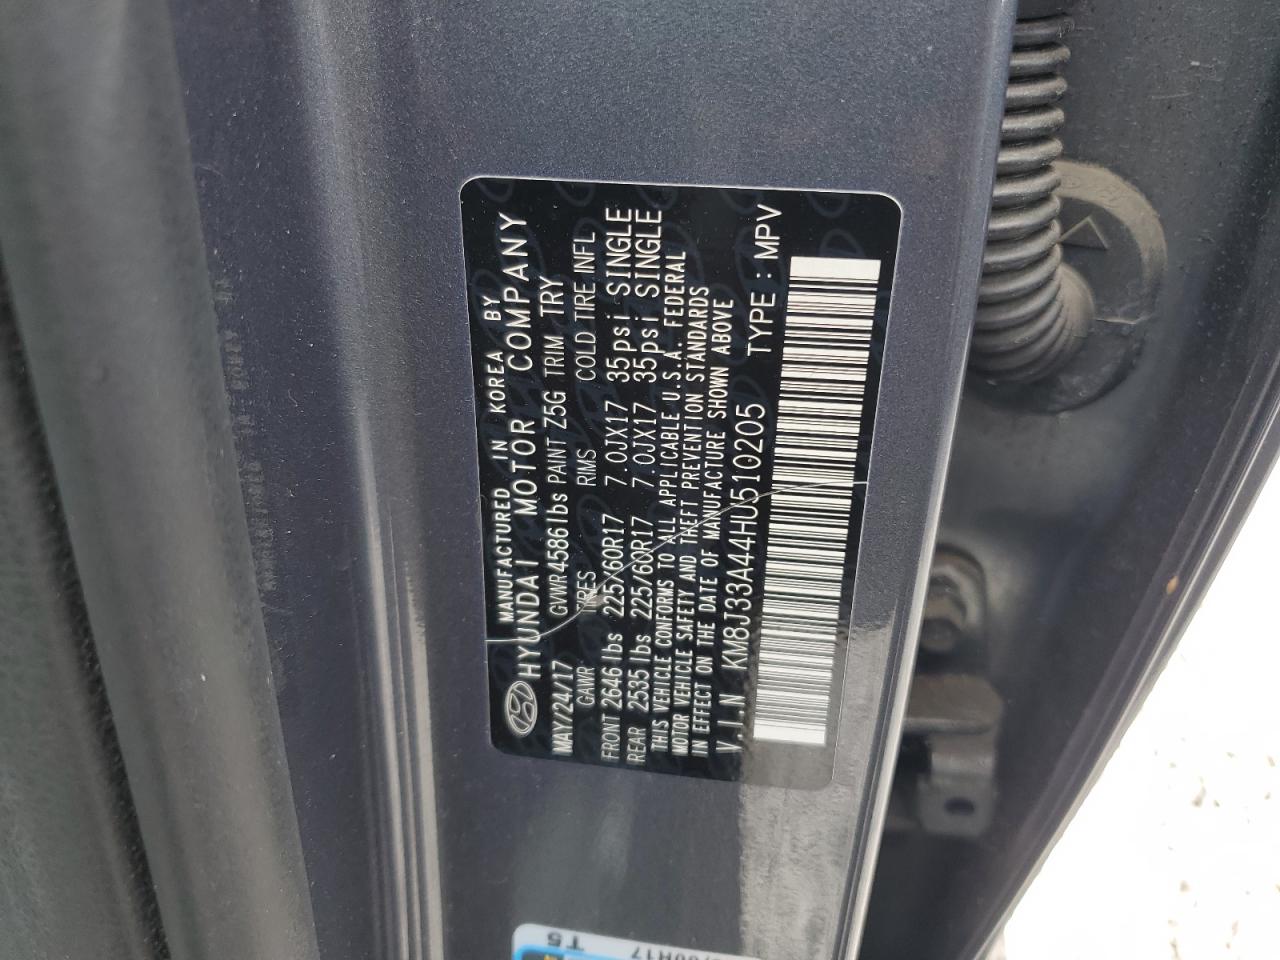 MANUFACTURED IN KOREA BY
HYUNDAI MOTOR COMPANY
MAY/24/17 GVWR 4586 lbs PAINT Z5G TRIM TRY
GAWR TIRES RIMS COLD TIRE INFL
FRONT 2646 lbs 225/60R17 7.0JX17 35psi SINGLE
REAR 2535 lbs 225/60R17 7.0JX17 35psi SINGLE
THIS VEHICLE CONFORMS TO ALL APPLICABLE U.S.A. FEDERAL
MOTOR VEHICLE SAFETY AND THEFT PREVENTION STANDARDS
IN EFFECT ON THE DATE OF MANUFACTURE SHOWN ABOVE
V.I.N KM8J33A44HU510205 TYPE : MPV
T5